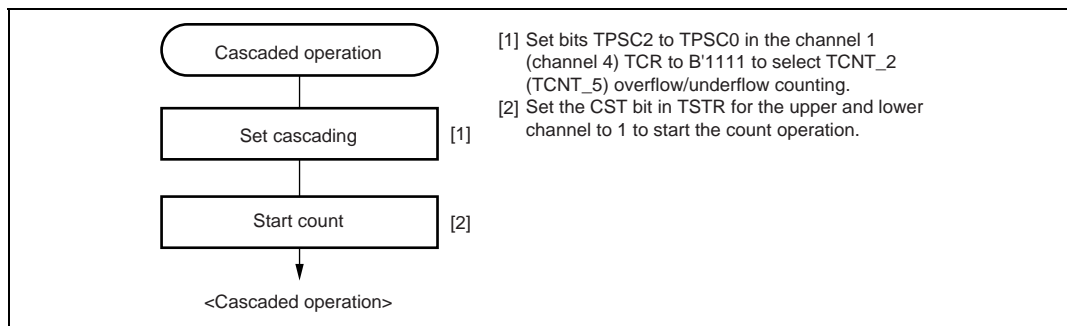 Cascaded operation
[1] Set bits TPSC2 to TPSC0 in the channel 1
(channel 4) TCR to B'1111 to select TCNT_2
(TCNT_5) overflow/underflow counting.
[2] Set the CST bit in TSTR for the upper and lower
channel to 1 to start the count operation.
Set cascading [1]
Start count [2]
<Cascaded operation>